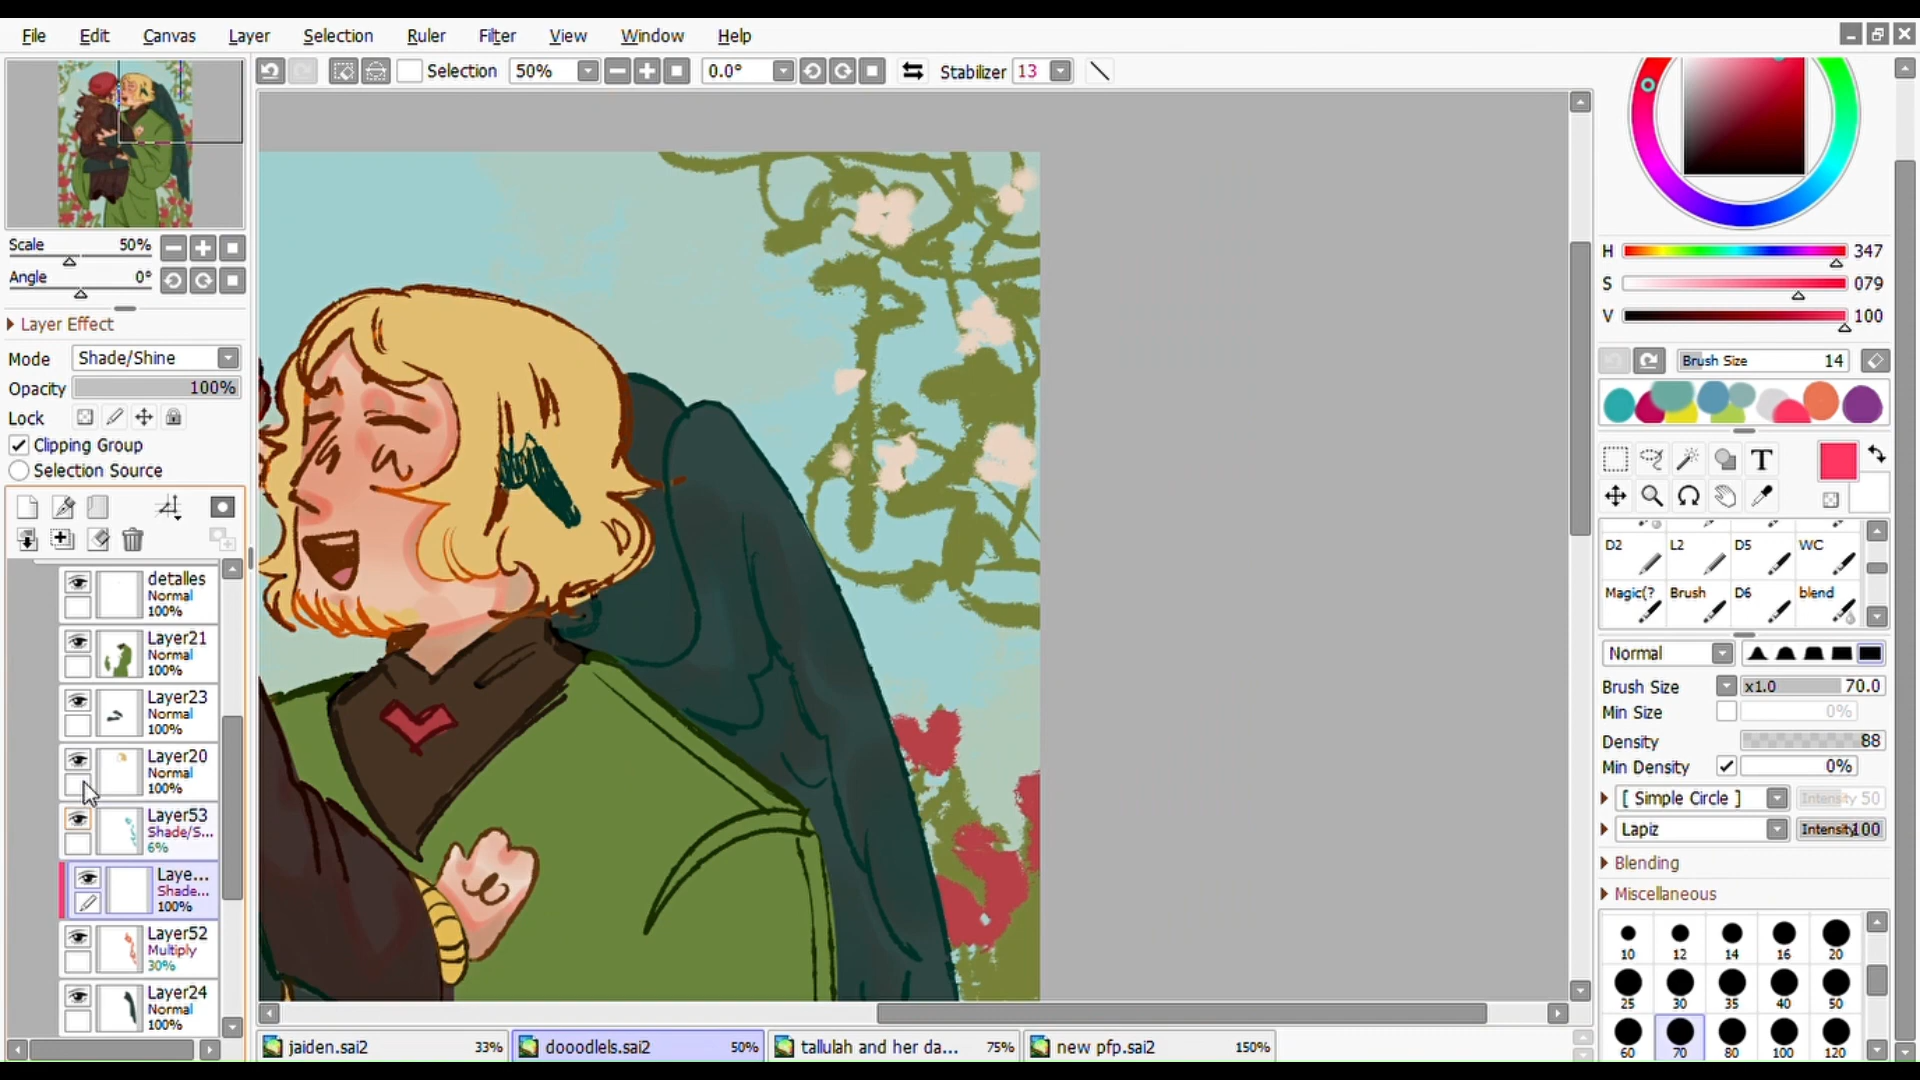 File Edit Canvas Layer Selection Ruler Filter View Window Help
Selection 50% 0.0° Stabilizer 13
Scale 50%
Angle 0°
Layer Effect
Mode Shade/Shine
Opacity 100%
Lock
Clipping Group
Selection Source
detalles
Normal
100%
Layer21
Normal
100%
Layer23
Normal
100%
Layer20
Normal
100%
Layer53
Shade/S...
6%
Laye...
Shade...
100%
Layer52
Multiply
30%
Layer24
Normal
100%
jaiden.sai2 33%
dooodlels.sai2 50%
tallulah and her da... 75%
new pfp.sai2 150%
H 347
S 079
V 100
Brush Size 14
T
D2 L2 D5 WC
Magic(? Brush D6 blend
Normal
Brush Size x1.0 70.0
Min Size 0%
Density 88
Min Density 0%
[ Simple Circle ] Intensity 50
Lapiz Intensity 100
Blending
Miscellaneous
10 12 14 16 20
25 30 35 40 50
60 70 80 100 120